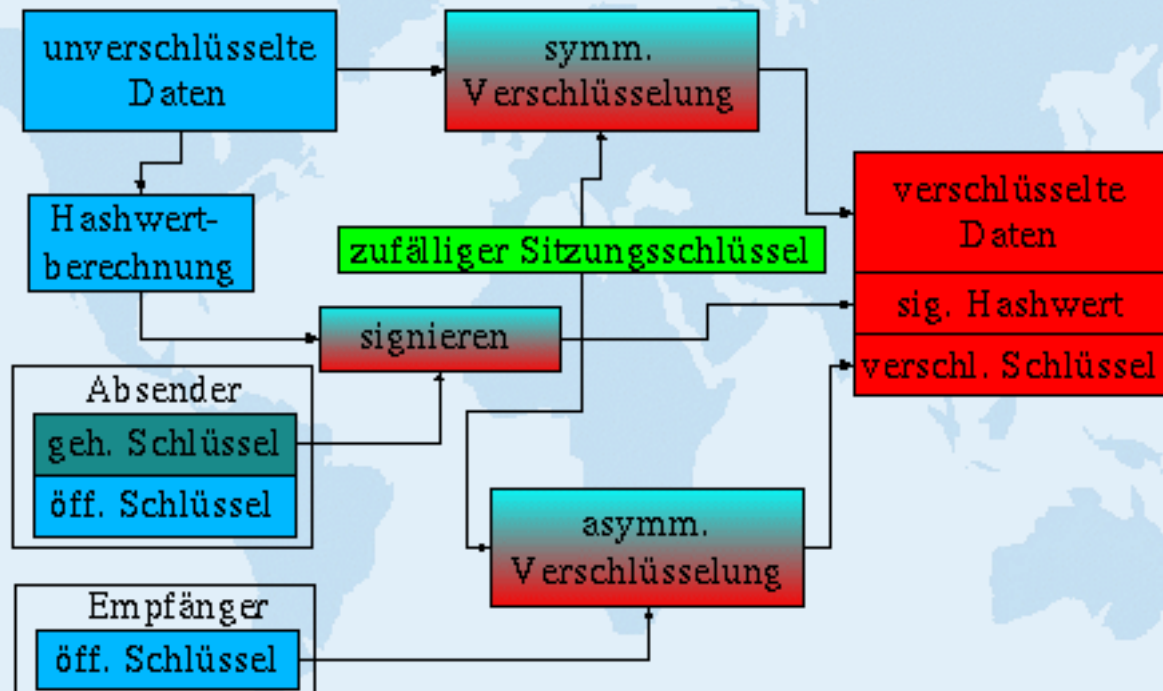 unverschlüsselte
Daten
symm.
Verschlüsselung
Hashwert-
berechnung
zufälliger Sitzungsschlüssel
verschlüsselte
Daten
sig. Hashwert
verschl. Schlüssel
signieren
Absender
geh. Schlüssel
öff. Schlüssel
asymm.
Verschlüsselung
Empfänger
öff. Schlüssel